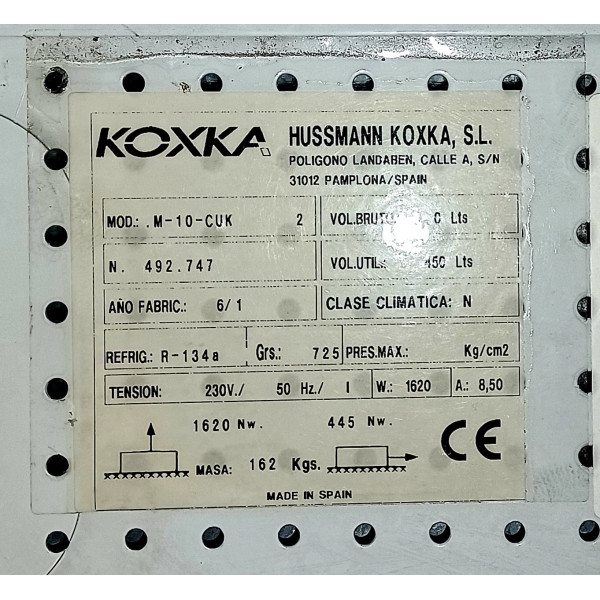 KOXKA
HUSSMANN KOXKA, S.L.
POLIGONO LANDABEN, CALLE A, S/N
31012 PAMPLONA/SPAIN
MOD.: .M-10-CUK 2 VOL.BRUTO: 0 Lts
N. 492.747 VOL.UTIL: 450 Lts
AÑO FABRIC.: 6/1 CLASE CLIMATICA: N
REFRIG.: R-134a Grs.: 725 PRES.MAX.: Kg/cm2
TENSION: 230V./ 50 Hz./ I W.: 1620 A.: 8,50
1620 Nw. 445 Nw.
MASA: 162 Kgs.
CE
MADE IN SPAIN